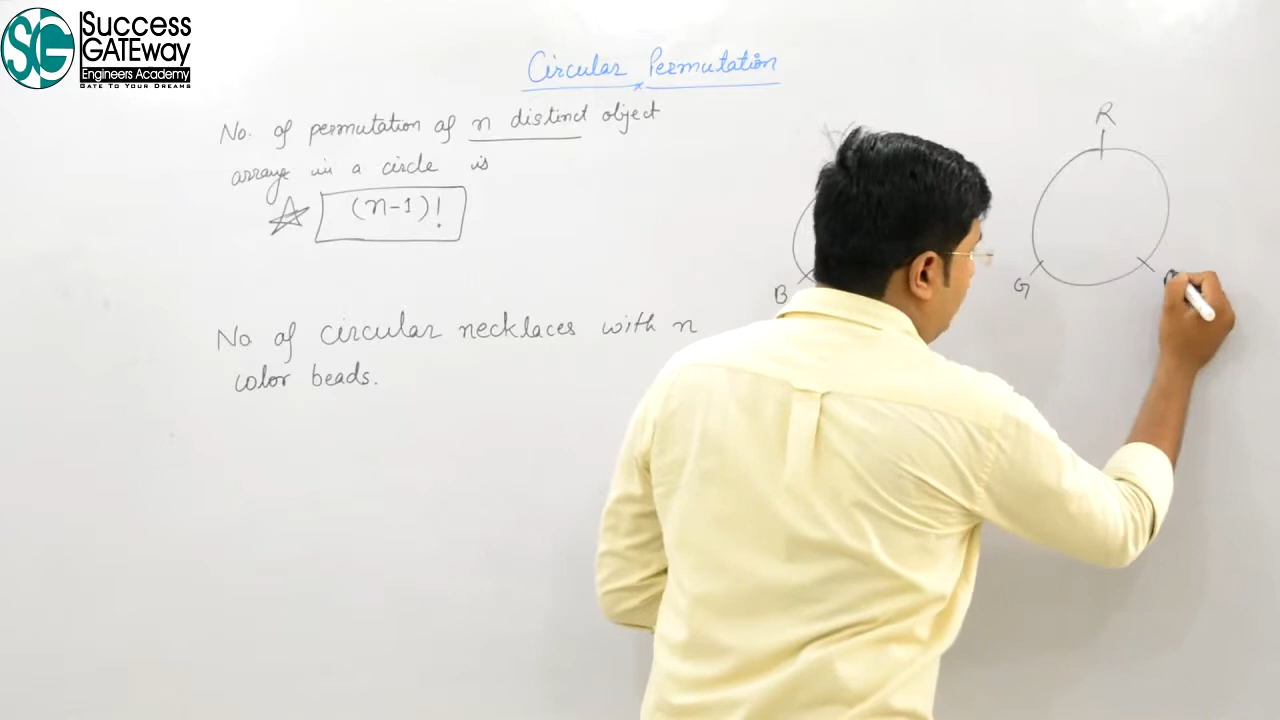 Success
GATEway
Engineers Academy
GATE TO YOUR DREAMS
SG
Circular Permutation
No. of permutation of n distinct object
arrange in a circle is
(n-1)!
No of circular necklaces with n
color beads.
R
G
B